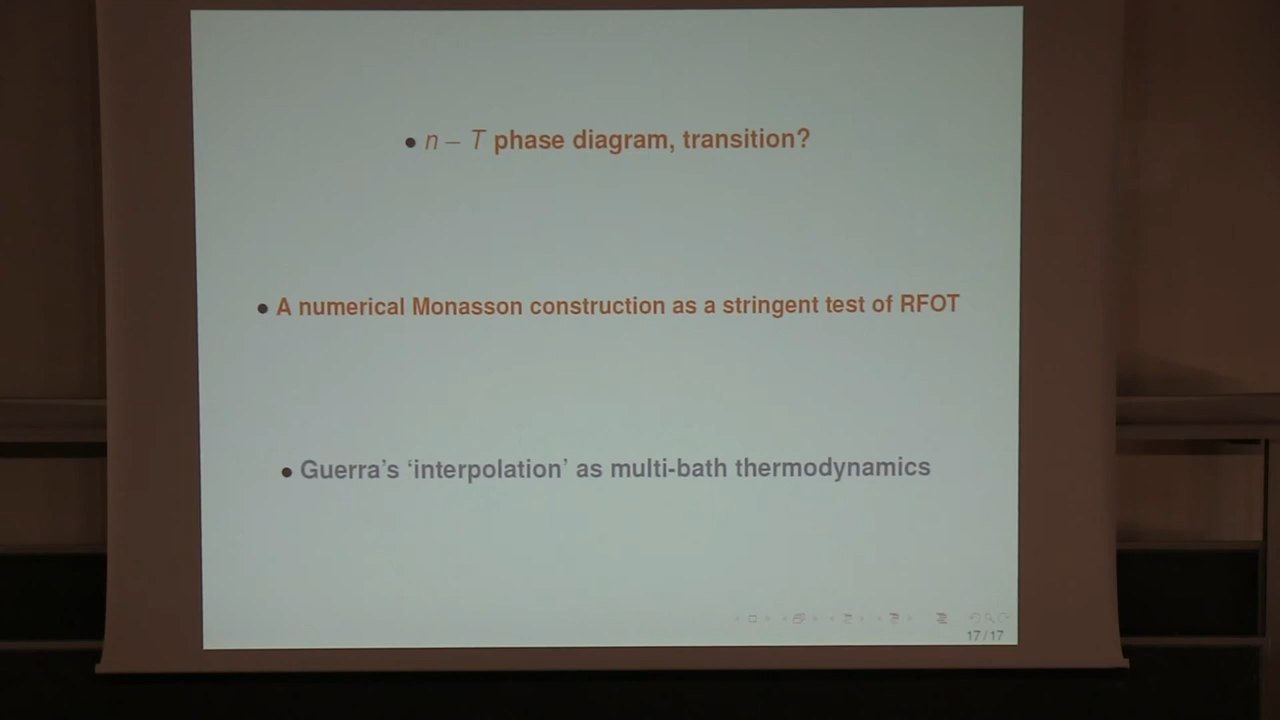 • n – T phase diagram, transition?
• A numerical Monasson construction as a stringent test of RFOT
• Guerra's ‘interpolation’ as multi-bath thermodynamics
17 / 17